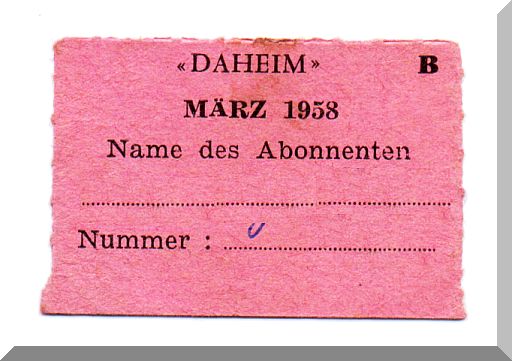 «DAHEIM» B
MÄRZ 1958
Name des Abonnenten
Nummer :